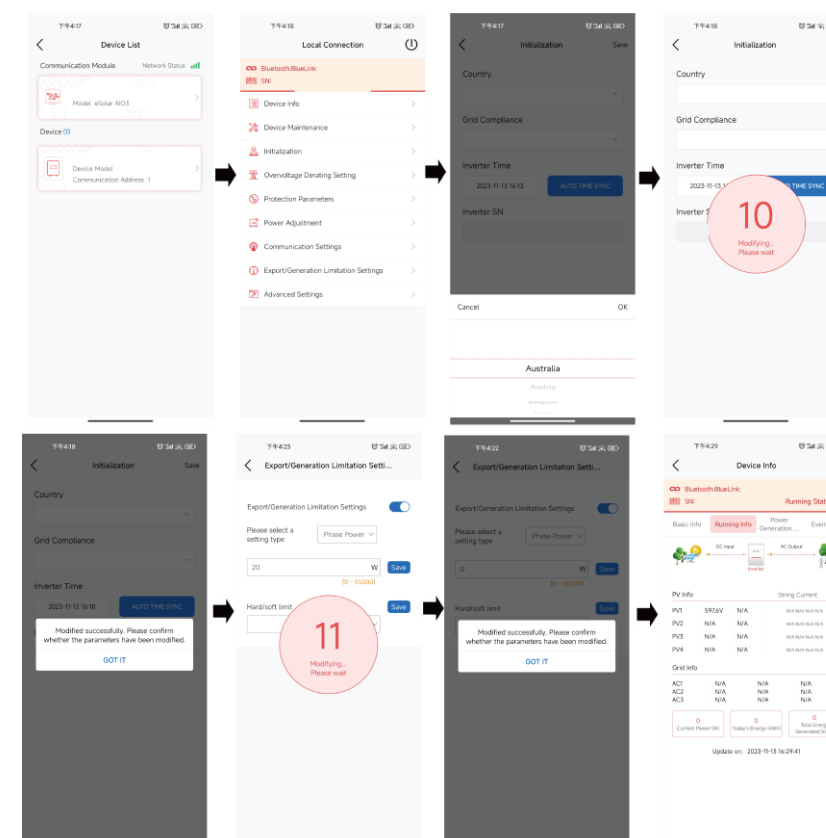 下午4:17
Device List
Communication Module
Network Status
Model eSolar AIO3
Device (1)
Device Model
Communication Address 1
下午4:18
Local Connection
Bluetooth:BlueLink:
SN:
Device Info
Device Maintenance
Initialization
Overvoltage Derating Setting
Protection Parameters
Power Adjustment
Communication Settings
Export/Generation Limitation Settings
Advanced Settings
下午4:17
Initialization
Save
Country
Grid Compliance
Inverter Time
2023-11-13 16:13
AUTO TIME SYNC
Inverter SN
Cancel
OK
Australia
Austria
下午4:18
Initialization
Country
Grid Compliance
Inverter Time
2023-11-13 1
O TIME SYNC
Inverter S
10
Modifying...
Please wait
下午4:18
Initialization
Save
Country
Grid Compliance
Inverter Time
2023-11-13 16:18
AUTO TIME SYNC
Modified successfully. Please confirm
whether the parameters have been modified.
GOT IT
下午4:23
Export/Generation Limitation Setti...
Export/Generation Limitation Settings
Please select a
setting type
Phase Power
20
W
Save
[0 ~ 55000]
Hard/soft limit
Save
11
Modifying...
Please wait
下午4:22
Export/Generation Limitation Setti...
Export/Generation Limitation Settings
Please select a
setting type
Phase Power
0
W
Save
[0 ~ 55000]
Hard/soft limit
Save
Modified successfully. Please confirm
whether the parameters have been modified.
GOT IT
下午4:29
Device Info
Bluetooth:BlueLink:
SN:
Running Stat
Basic Info
Running Info
Power
Generation ...
Even
DC Input
AC Output
Inverter
PV Info
String Current
PV1 597.6V N/A N/A-N/A-N/A-N/A
PV2 N/A N/A N/A-N/A-N/A-N/A
PV3 N/A N/A N/A-N/A-N/A-N/A
PV4 N/A N/A N/A-N/A-N/A-N/A
Grid Info
AC1 N/A N/A N/A
AC2 N/A N/A N/A
AC3 N/A N/A N/A
0
Current Power (W)
0
Today's Energy (kWh)
0
Total Energ
Generated (k
Update on: 2023-11-13 16:29:41